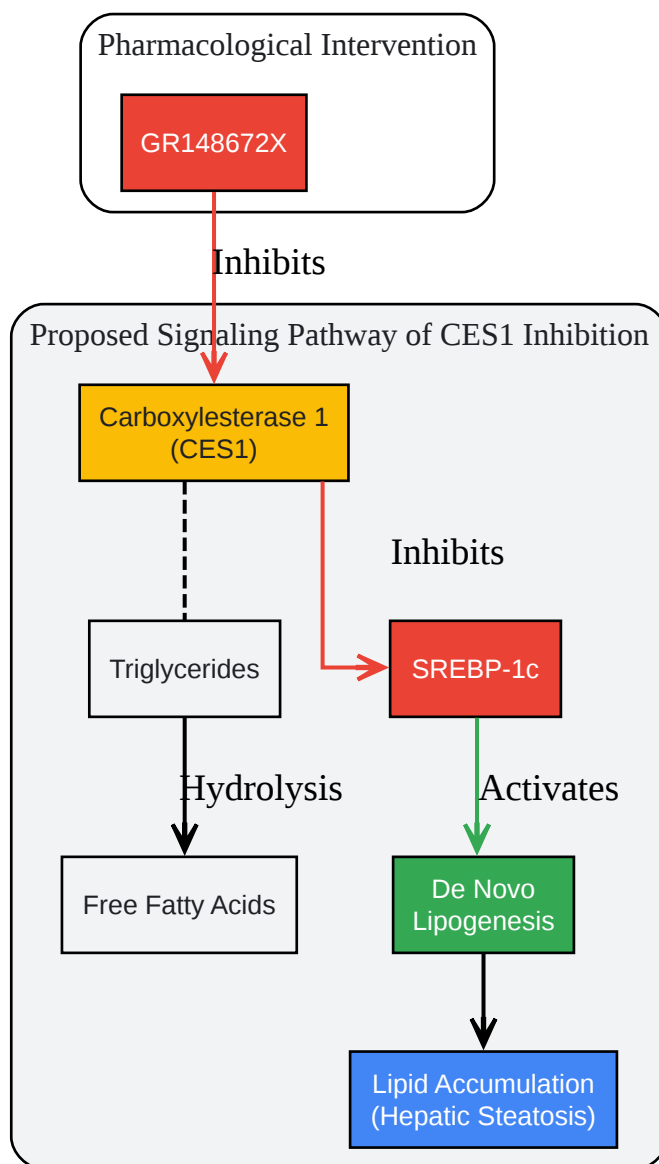 Pharmacological Intervention
GR148672X
Inhibits
Proposed Signaling Pathway of CES1 Inhibition
Carboxylesterase 1
(CES1)
Inhibits
Triglycerides
SREBP-1c
Hydrolysis
Activates
Free Fatty Acids
De Novo
Lipogenesis
Lipid Accumulation
(Hepatic Steatosis)